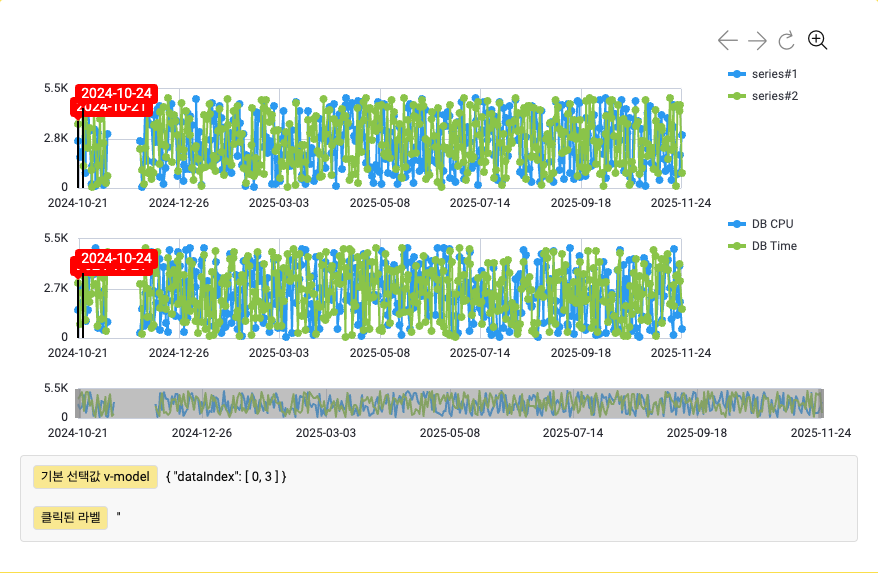 series#1
series#2
5.5K
2.8K
0
2024-10-24
2024-10-21
2024-10-21
2024-12-26
2025-03-03
2025-05-08
2025-07-14
2025-09-18
2025-11-24
DB CPU
DB Time
5.5K
2.7K
0
2024-10-24
2024-10-21
2024-12-26
2025-03-03
2025-05-08
2025-07-14
2025-09-18
2025-11-24
5.5K
0
2024-10-21
2024-12-26
2025-03-03
2025-05-08
2025-07-14
2025-09-18
2025-11-24
기본 선택값 v-model { "dataIndex": [ 0, 3 ] }
클릭된 라벨 "